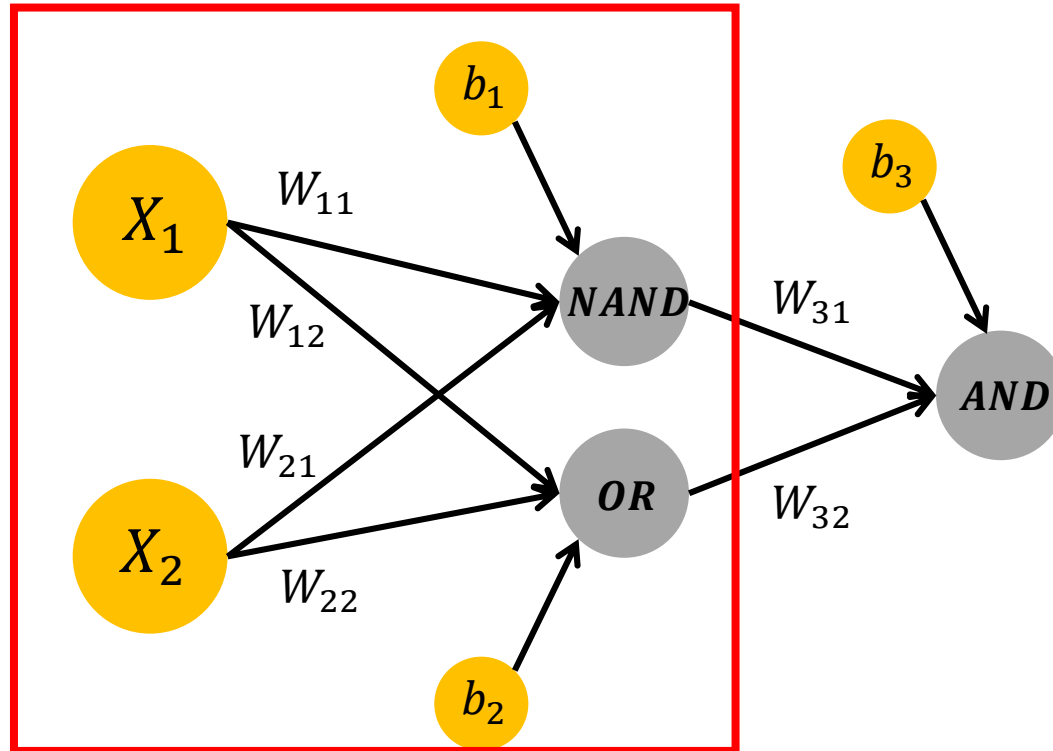 b₁
b₃
X₁
W₁₁
NAND
W₃₁
W₁₂
AND
W₂₁
OR
W₃₂
X₂
W₂₂
b₂